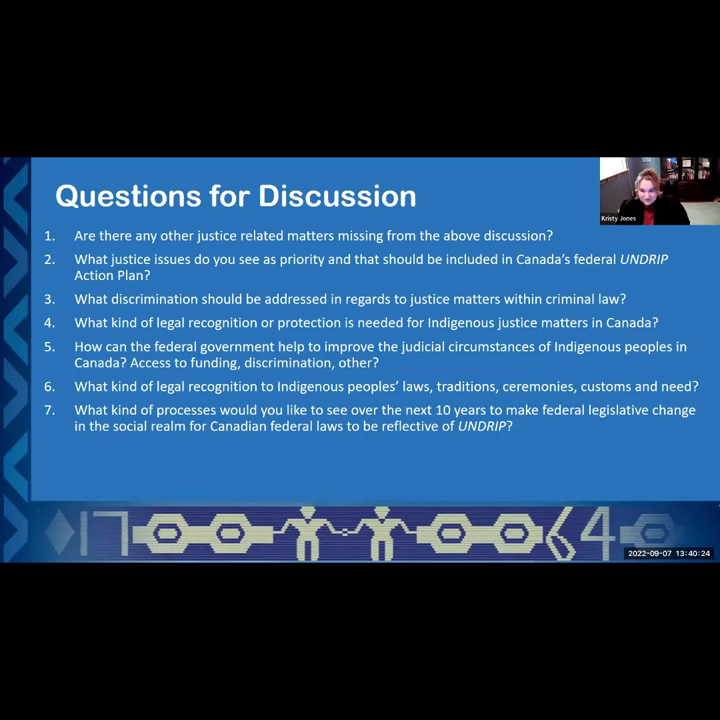 Questions for Discussion
Kristy Jones
1. Are there any other justice related matters missing from the above discussion?
2. What justice issues do you see as priority and that should be included in Canada's federal UNDRIP
Action Plan?
3. What discrimination should be addressed in regards to justice matters within criminal law?
4. What kind of legal recognition or protection is needed for Indigenous justice matters in Canada?
5. How can the federal government help to improve the judicial circumstances of Indigenous peoples in
Canada? Access to funding, discrimination, other?
6. What kind of legal recognition to Indigenous peoples' laws, traditions, ceremonies, customs and need?
7. What kind of processes would you like to see over the next 10 years to make federal legislative change
in the social realm for Canadian federal laws to be reflective of UNDRIP?
17 64
2022-09-07 13:40:24